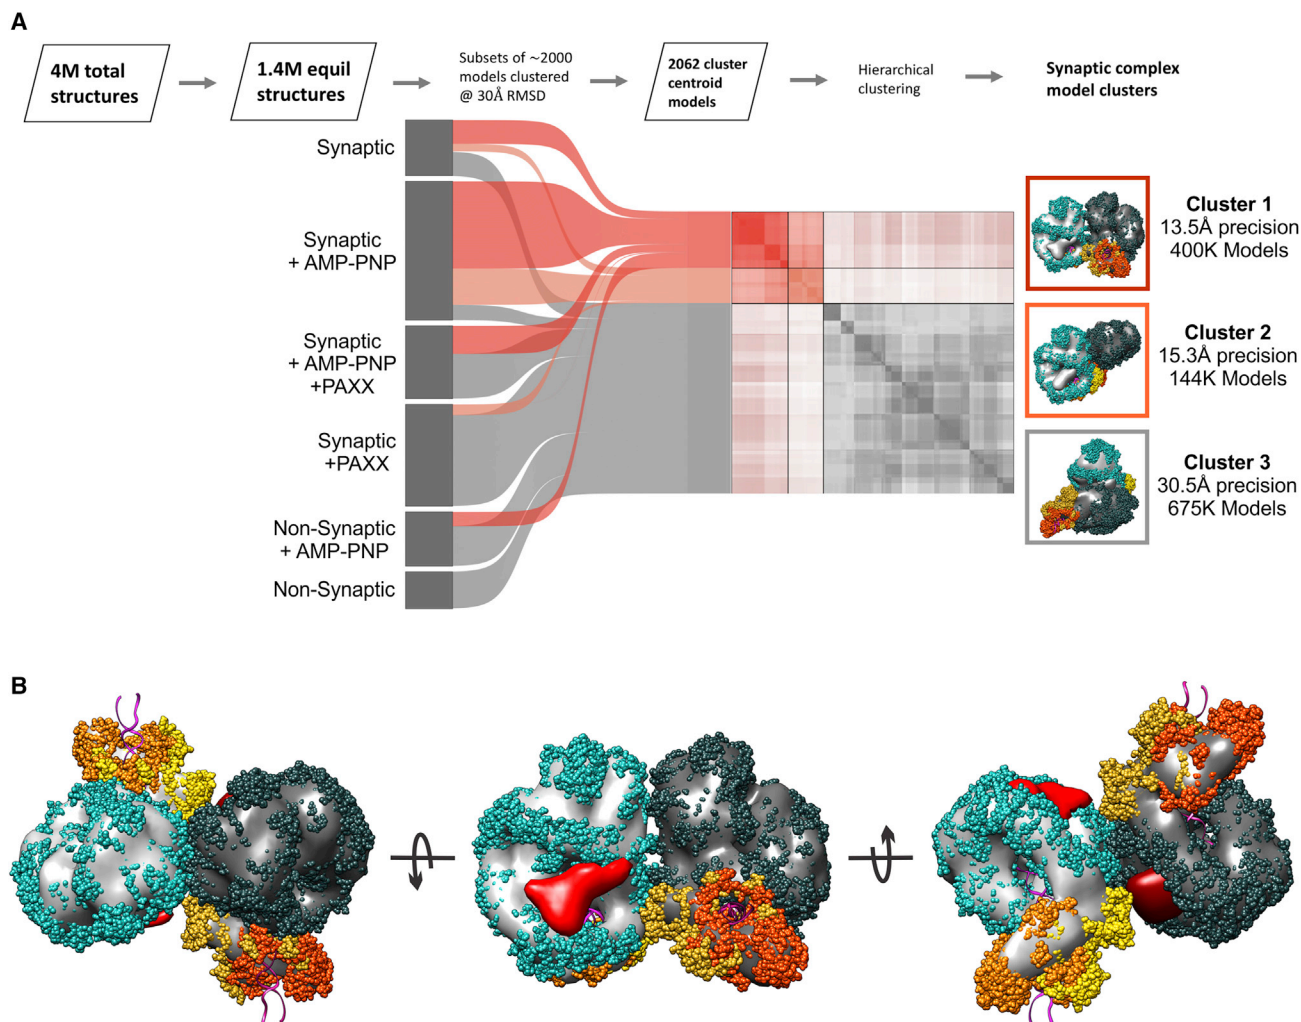 A
4M total
structures
1.4M equil
structures
Subsets of ~2000
models clustered
@ 30Å RMSD
2062 cluster
centroid
models
Hierarchical
clustering
Synaptic complex
model clusters
Synaptic
Synaptic
+ AMP-PNP
Synaptic
+ AMP-PNP
+PAXX
Synaptic
+PAXX
Non-Synaptic
+ AMP-PNP
Non-Synaptic
Cluster 1
13.5Å precision
400K Models
Cluster 2
15.3Å precision
144K Models
Cluster 3
30.5Å precision
675K Models
B